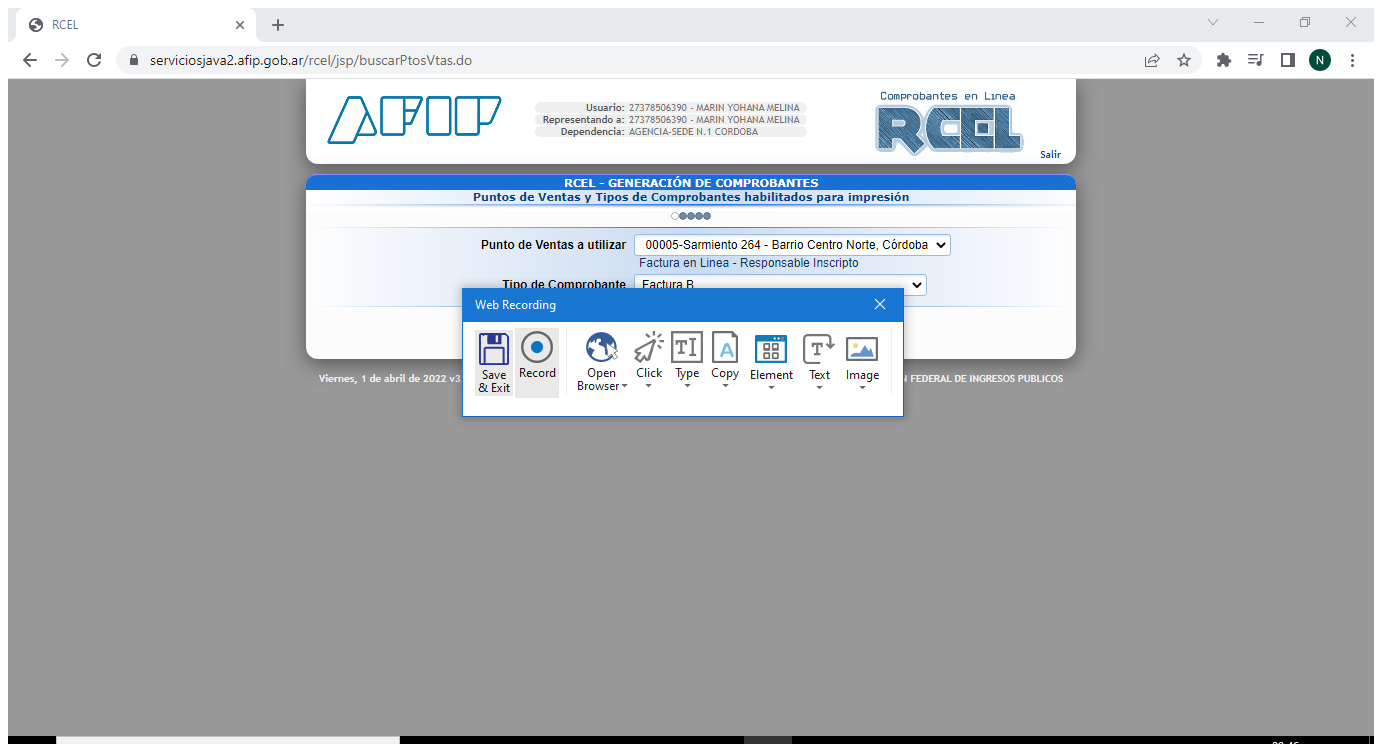 RCEL
serviciosjava2.afip.gob.ar/rcel/jsp/buscarPtosVtas.do
N
AFIP
Usuario: 27378506390 - MARIN YOHANA MELINA
Representando a: 27378506390 - MARIN YOHANA MELINA
Dependencia: AGENCIA-SEDE N.1 CORDOBA
Comprobantes en Línea
RCEL
Salir
RCEL - GENERACIÓN DE COMPROBANTES
Puntos de Ventas y Tipos de Comprobantes habilitados para impresión
Punto de Ventas a utilizar 00005-Sarmiento 264 - Barrio Centro Norte, Córdoba
Factura en Linea - Responsable Inscripto
Tipo de Comprobante Factura B
Web Recording
Save & Exit
Record
Open Browser
Click
Type
Copy
Element
Text
Image
Viernes, 1 de abril de 2022 v3
FEDERAL DE INGRESOS PUBLICOS